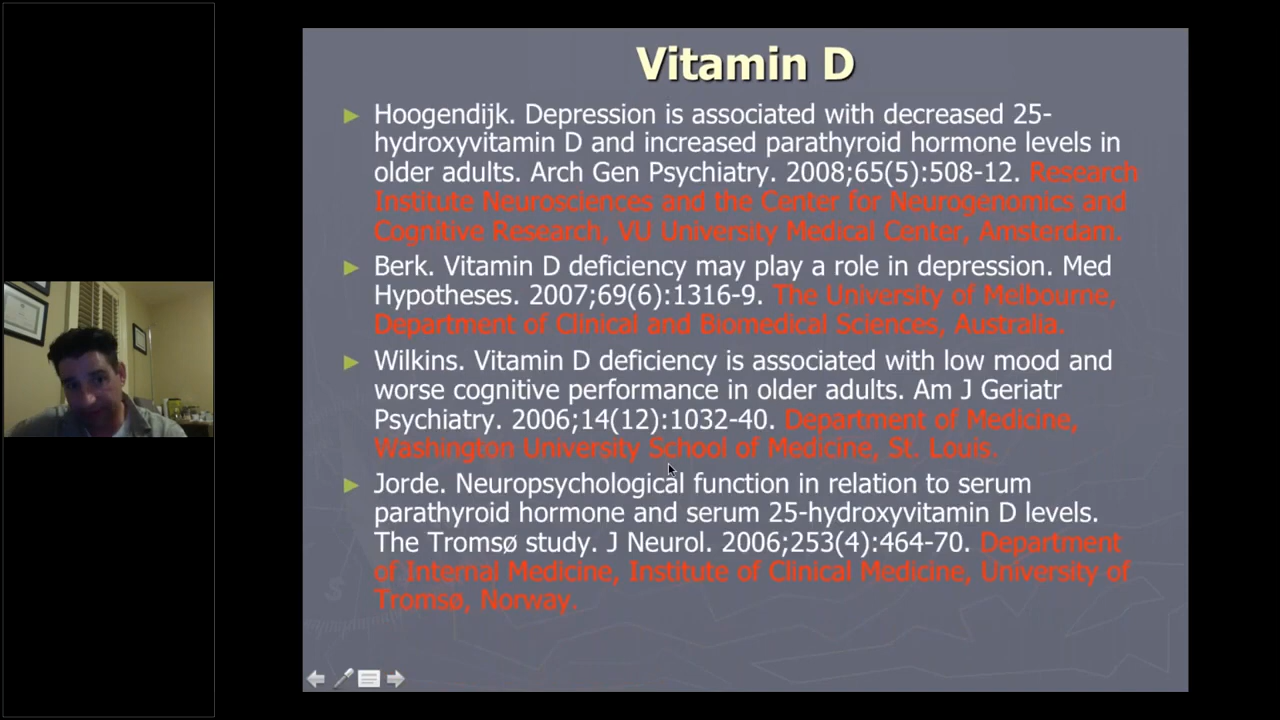 Vitamin D
Hoogendijk. Depression is associated with decreased 25-
hydroxyvitamin D and increased parathyroid hormone levels in
older adults. Arch Gen Psychiatry. 2008;65(5):508-12. Research
Institute Neurosciences and the Center for Neurogenomics and
Cognitive Research, VU University Medical Center, Amsterdam.
Berk. Vitamin D deficiency may play a role in depression. Med
Hypotheses. 2007;69(6):1316-9. The University of Melbourne,
Department of Clinical and Biomedical Sciences, Australia.
Wilkins. Vitamin D deficiency is associated with low mood and
worse cognitive performance in older adults. Am J Geriatr
Psychiatry. 2006;14(12):1032-40. Department of Medicine,
Washington University School of Medicine, St. Louis.
Jorde. Neuropsychological function in relation to serum
parathyroid hormone and serum 25-hydroxyvitamin D levels.
The Tromsø study. J Neurol. 2006;253(4):464-70. Department
of Internal Medicine, Institute of Clinical Medicine, University of
Tromsø, Norway.